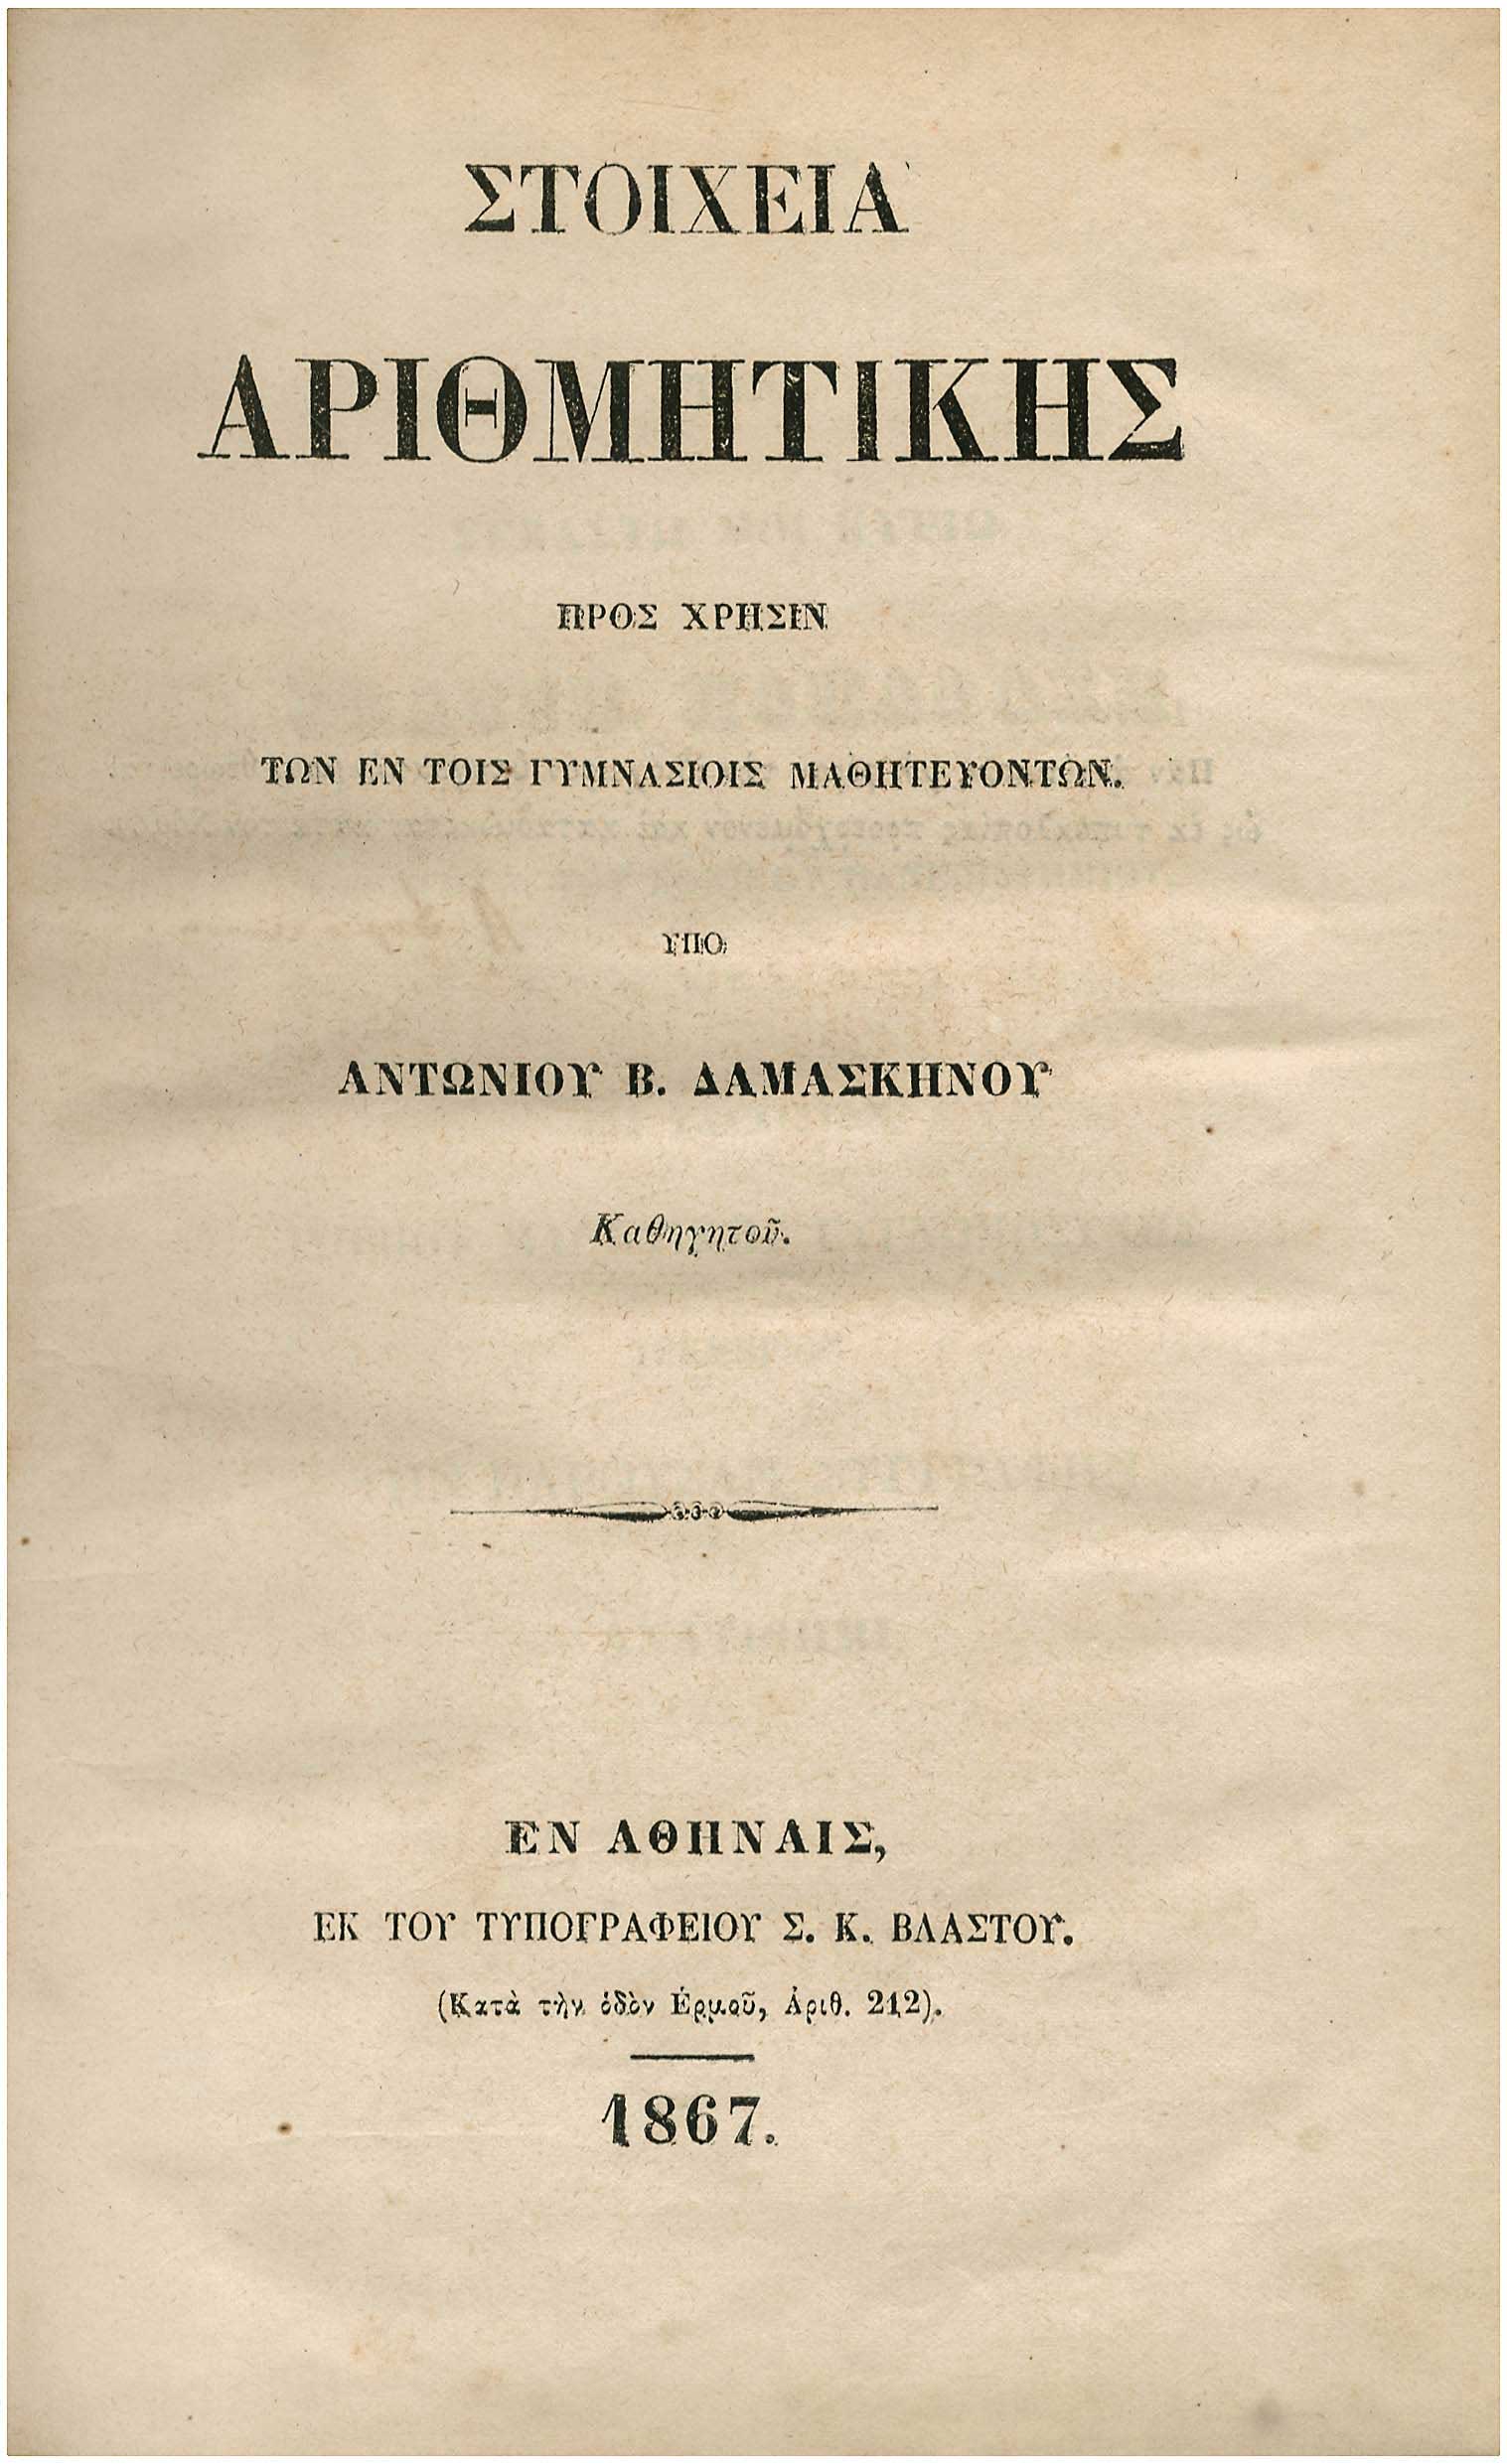 ΣΤΟΙΧΕΙΑ
ΑΡΙΘΜΗΤΙΚΗΣ
ΠΡΟΣ ΧΡΗΣΙΝ
ΤΩΝ ΕΝ ΤΟΙΣ ΓΥΜΝΑΣΙΟΙΣ ΜΑΘΗΤΕΥΟΝΤΩΝ.
ΥΠΟ
ΑΝΤΩΝΙΟΥ Β. ΔΑΜΑΣΚΗΝΟΥ
Καθηγητοῦ.
ΕΝ ΑΘΗΝΑΙΣ,
ΕΚ ΤΟΥ ΤΥΠΟΓΡΑΦΕΙΟΥ Σ. Κ. ΒΛΑΣΤΟΥ.
(Κατὰ τὴν ὁδὸν Ἑρμοῦ, Ἀριθ. 212).
1867.